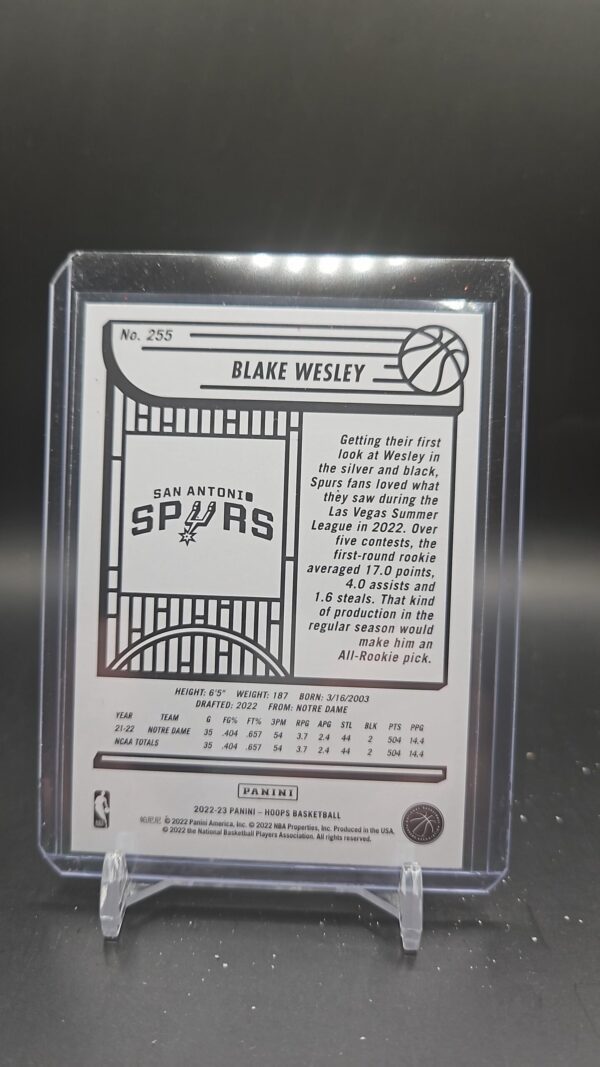 No. 255
BLAKE WESLEY
SAN ANTONIO
SPURS
Getting their first
look at Wesley in
the silver and black,
Spurs fans loved what
they saw during the
Las Vegas Summer
League in 2022. Over
five contests, the
first-round rookie
averaged 17.0 points,
4.0 assists and
1.6 steals. That kind
of production in the
regular season would
make him an
All-Rookie pick.
HEIGHT: 6'5" WEIGHT: 187 BORN: 3/16/2003
DRAFTED: 2022 FROM: NOTRE DAME
YEAR TEAM G FG% FT% 3PM RPG APG STL BLK PTS PPG
21-22 NOTRE DAME 35 .404 .657 54 3.7 2.4 44 2 504 14.4
NCAA TOTALS 35 .404 .657 54 3.7 2.4 44 2 504 14.4
PANINI
2022-23 PANINI – HOOPS BASKETBALL
© 2022 Panini America, Inc. © 2022 NBA Properties, Inc. Produced in the USA.
© 2022 the National Basketball Players Association. All rights reserved.